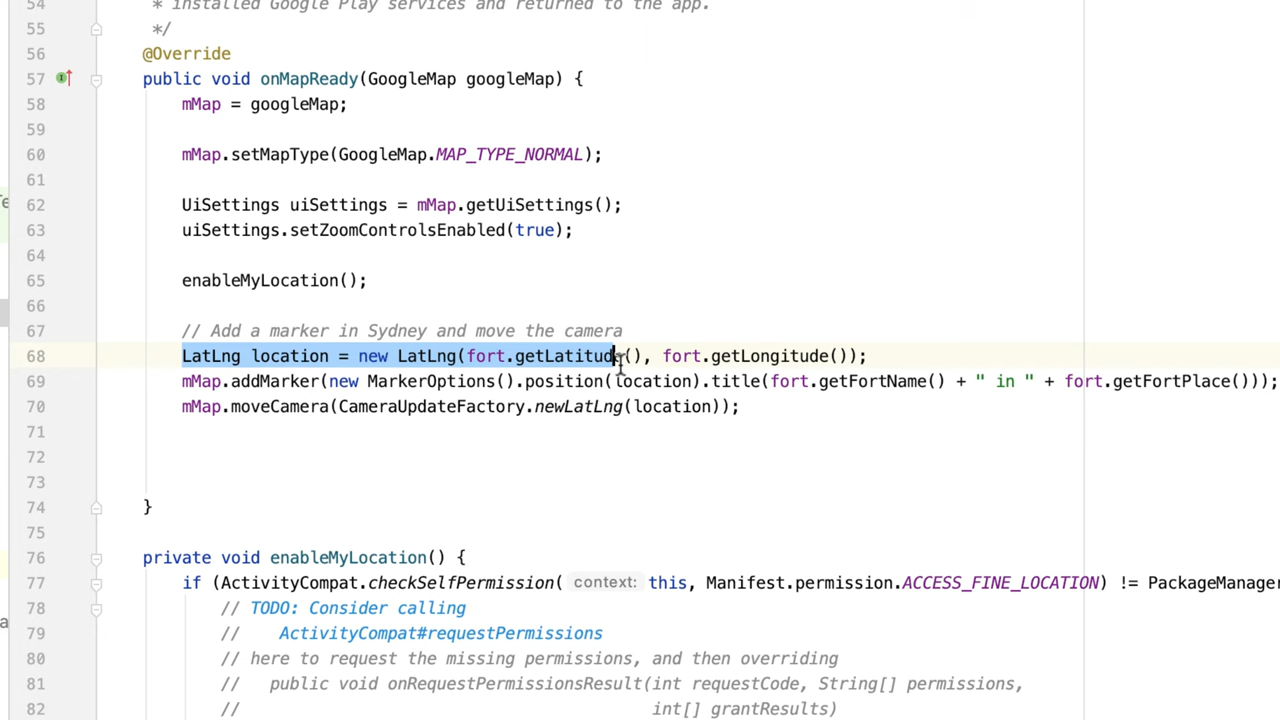 54 * installed Google Play services and returned to the app.
55 */
56 @Override
57 public void onMapReady(GoogleMap googleMap) {
58 mMap = googleMap;
59
60 mMap.setMapType(GoogleMap.MAP_TYPE_NORMAL);
61
62 UiSettings uiSettings = mMap.getUiSettings();
63 uiSettings.setZoomControlsEnabled(true);
64
65 enableMyLocation();
66
67 // Add a marker in Sydney and move the camera
68 LatLng location = new LatLng(fort.getLatitude(), fort.getLongitude());
69 mMap.addMarker(new MarkerOptions().position(location).title(fort.getFortName() + " in " + fort.getFortPlace()));
70 mMap.moveCamera(CameraUpdateFactory.newLatLng(location));
71
72
73
74 }
75
76 private void enableMyLocation() {
77 if (ActivityCompat.checkSelfPermission( context: this, Manifest.permission.ACCESS_FINE_LOCATION) != PackageManager
78 // TODO: Consider calling
79 // ActivityCompat#requestPermissions
80 // here to request the missing permissions, and then overriding
81 // public void onRequestPermissionsResult(int requestCode, String[] permissions,
82 // int[] grantResults)